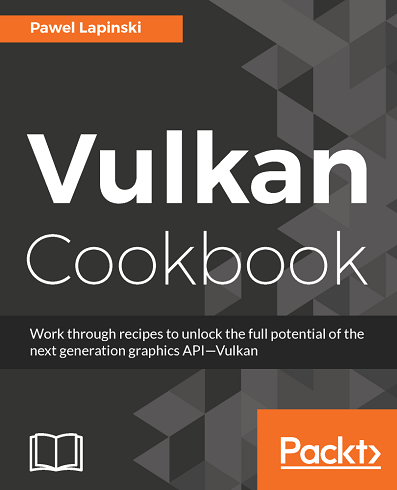 Pawel Lapinski
Vulkan
Cookbook
Work through recipes to unlock the full potential of the
next generation graphics API—Vulkan
Packt>